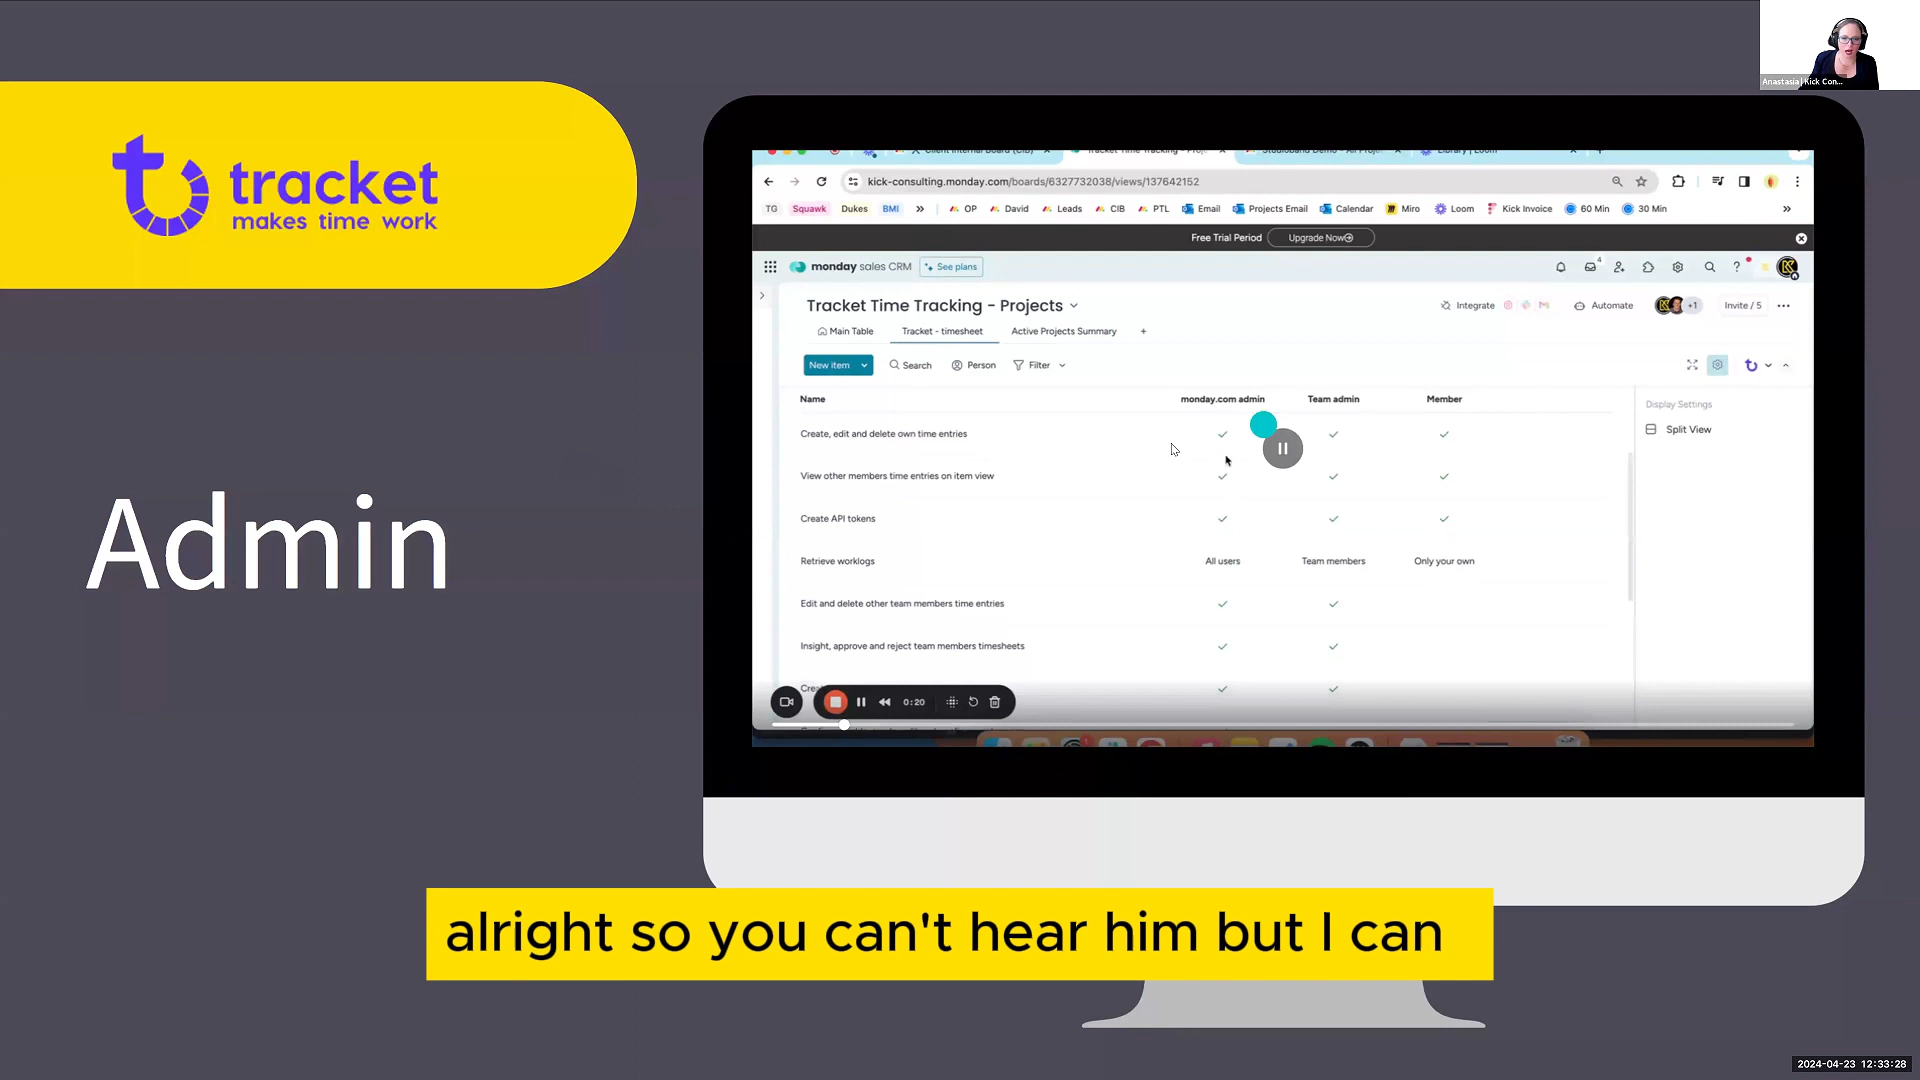 Anastasia | Kick Con...
tracket
makes time work
Admin
kick-consulting.monday.com/boards/6327732038/views/137642152
TG Squawk Dukes BMI » OP David Leads CIB PTL Email Projects Email Calendar Miro Loom Kick Invoice 60 Min 30 Min »
Free Trial Period Upgrade Now
monday sales CRM See plans 4 ?
Tracket Time Tracking - Projects Integrate Automate +1 Invite / 5
Main Table Tracket - timesheet Active Projects Summary +
New item Search Person Filter
Name monday.com admin Team admin Member
Display Settings
Split View
Create, edit and delete own time entries
View other members time entries on item view
Create API tokens
Retrieve worklogs All users Team members Only your own
Edit and delete other team members time entries
Insight, approve and reject team members timesheets
0:20
alright so you can't hear him but I can
2024-04-23 12:33:28